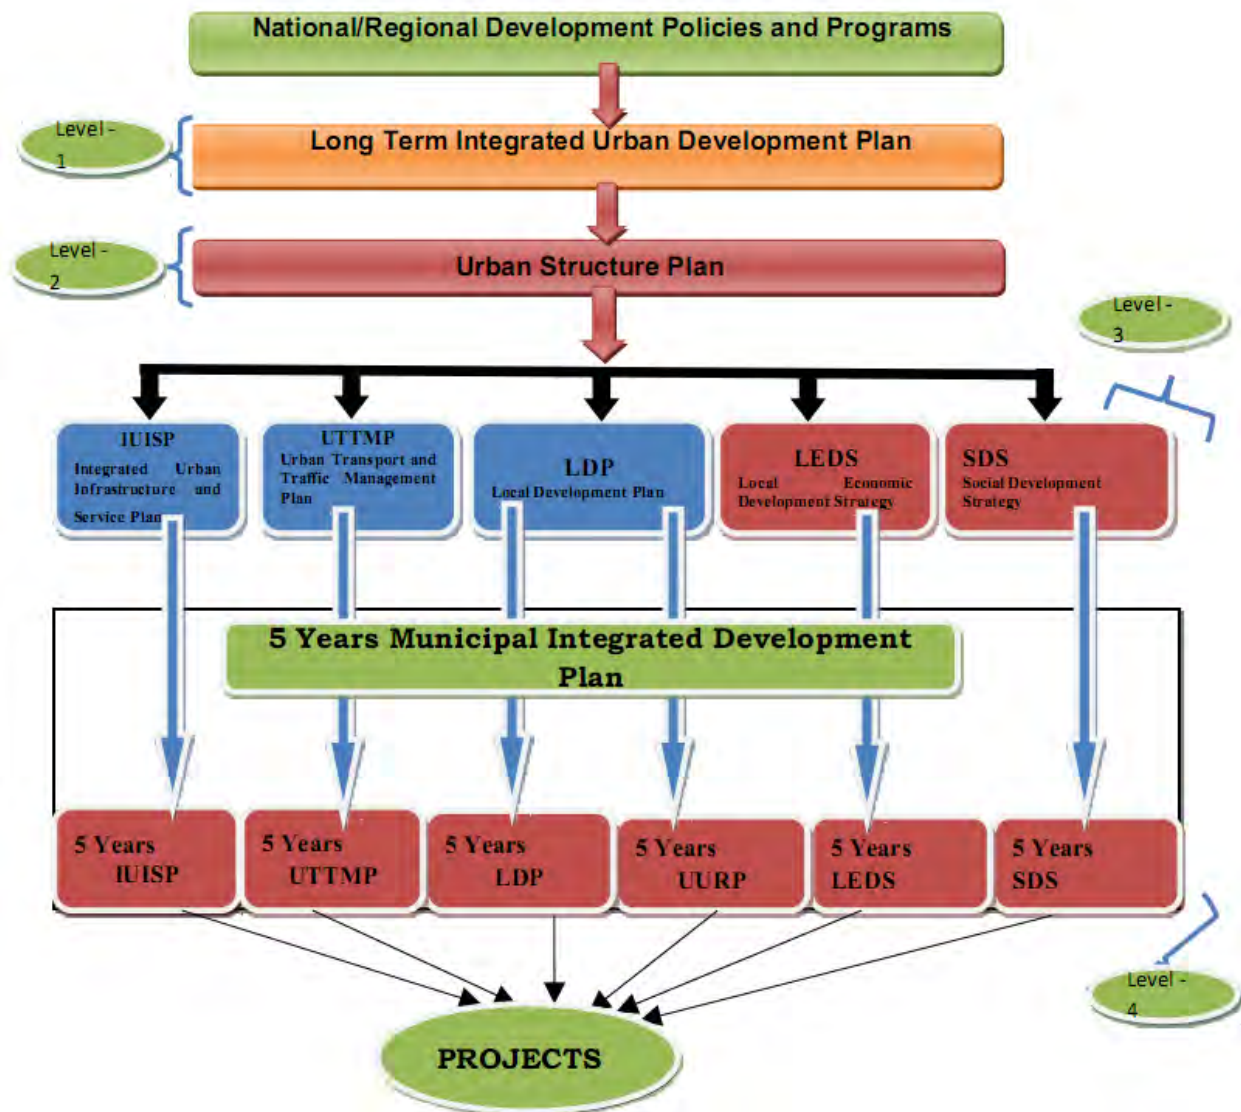 National/Regional Development Policies and Programs
Level -
1
Long Term Integrated Urban Development Plan
Level -
2
Urban Structure Plan
Level -
3
IUISP
Integrated Urban
Infrastructure and
Service Plan
UTTMP
Urban Transport and
Traffic Management
Plan
LDP
Local Development Plan
LEDS
Local Economic
Development Strategy
SDS
Social Development
Strategy
5 Years Municipal Integrated Development
Plan
5 Years
IUISP
5 Years
UTTMP
5 Years
LDP
5 Years
UURP
5 Years
LEDS
5 Years
SDS
Level -
4
PROJECTS